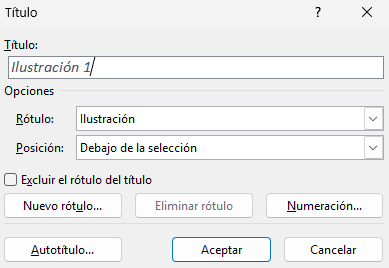 Título ? ×
Título:
Ilustración 1
Opciones
Rótulo: Ilustración
Posición: Debajo de la selección
Excluir el rótulo del título
Nuevo rótulo... Eliminar rótulo Numeración...
Autotítulo... Aceptar Cancelar